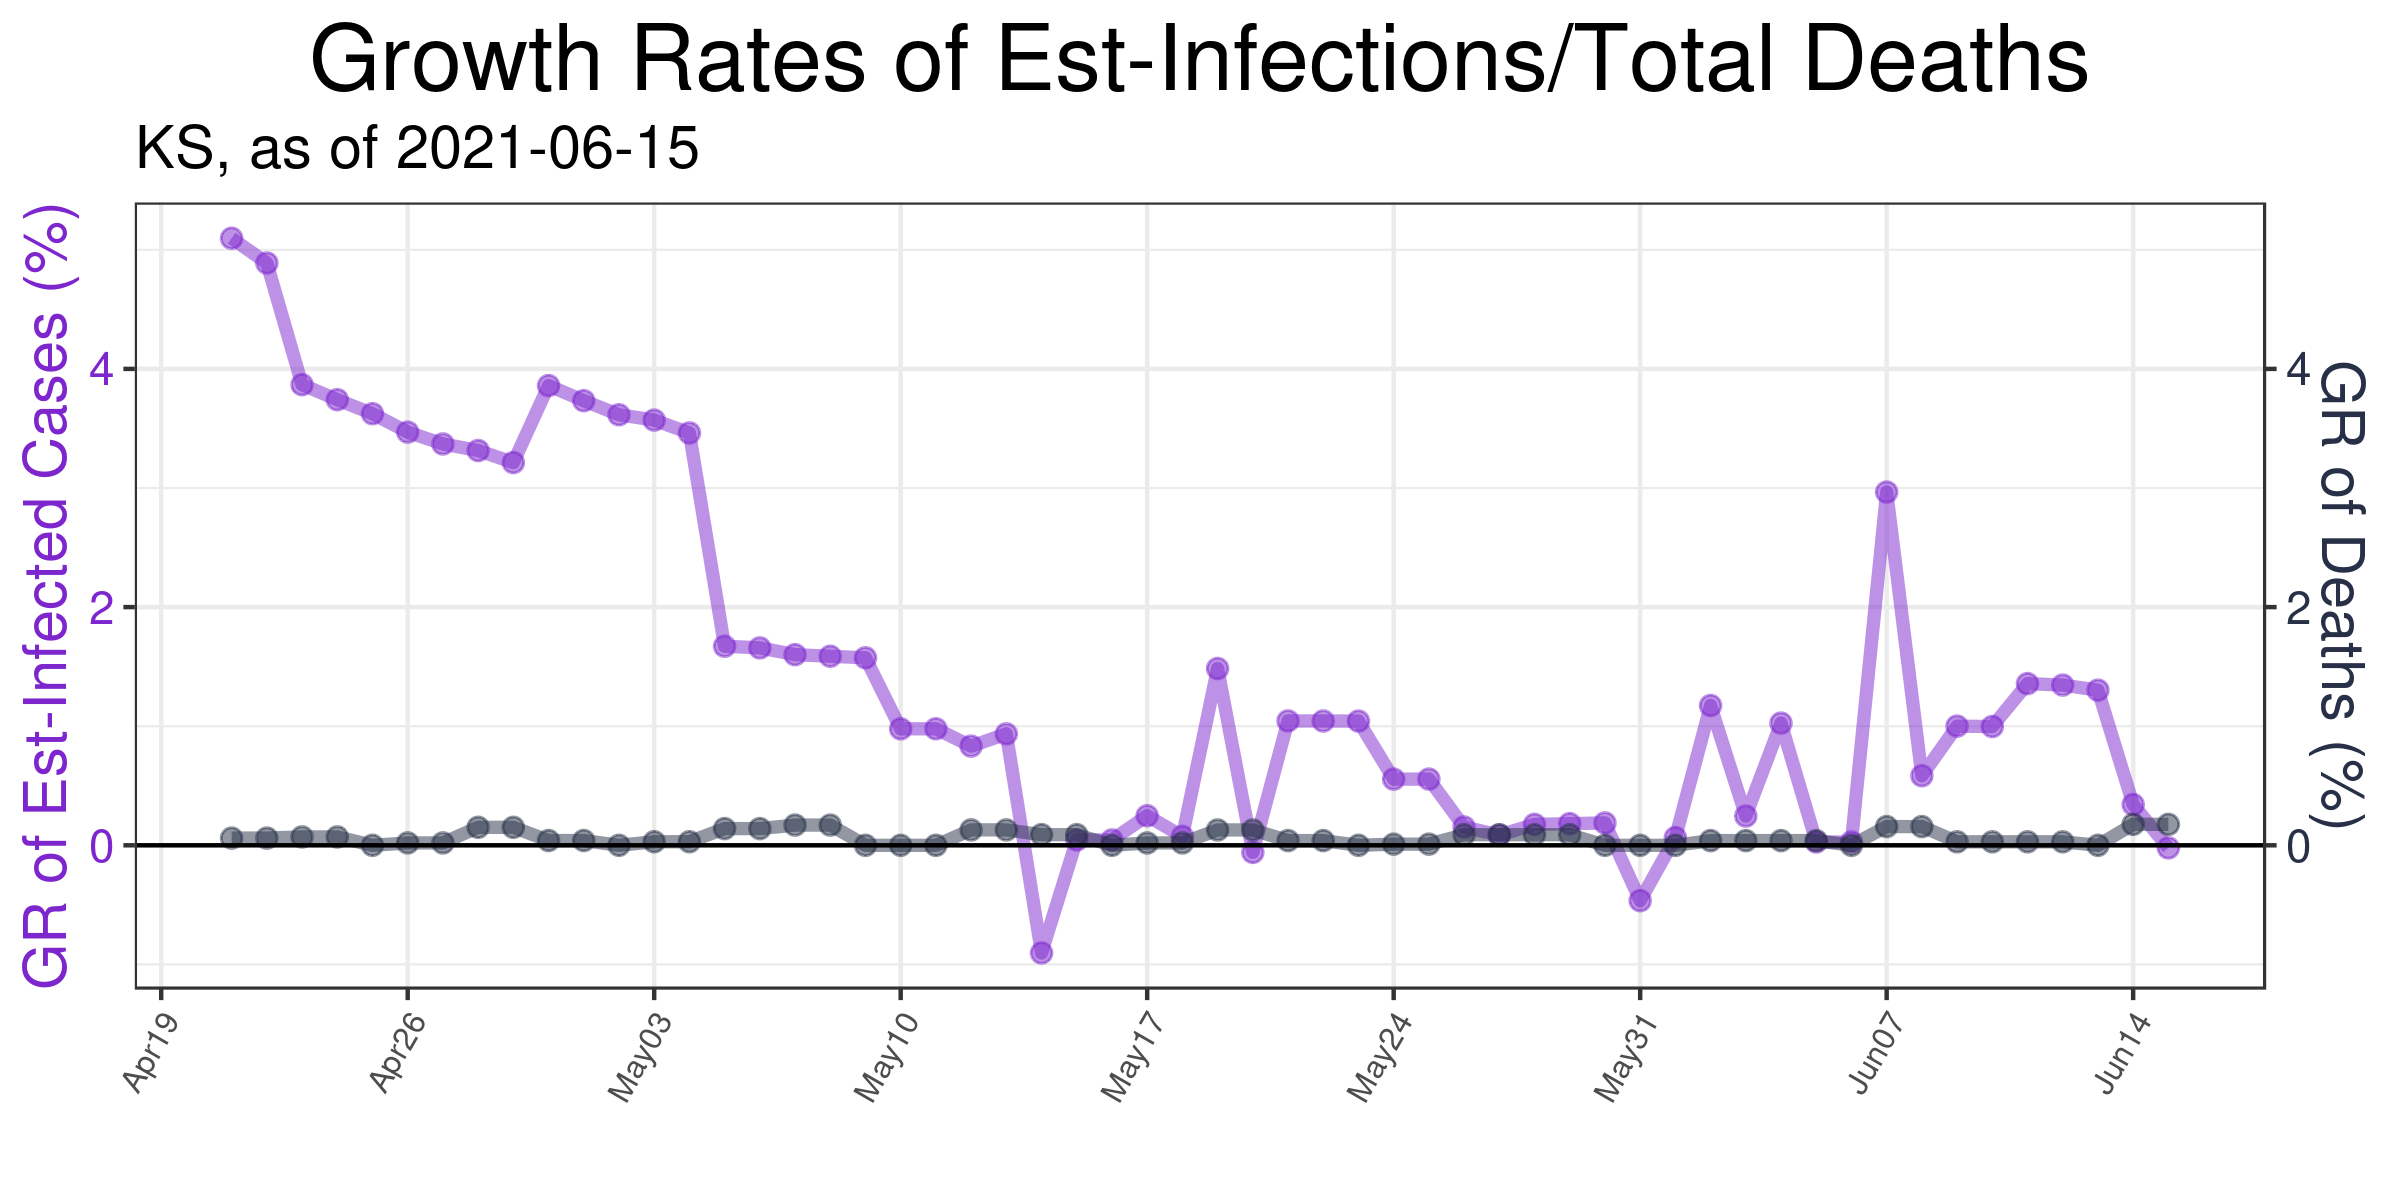 Growth Rates of Est-Infections/Total Deaths
KS, as of 2021-06-15
GR of Est-Infected Cases (%)
4
2
0
4
2
0
GR of Deaths (%)
Apr19
Apr26
May03
May10
May17
May24
May31
Jun07
Jun14